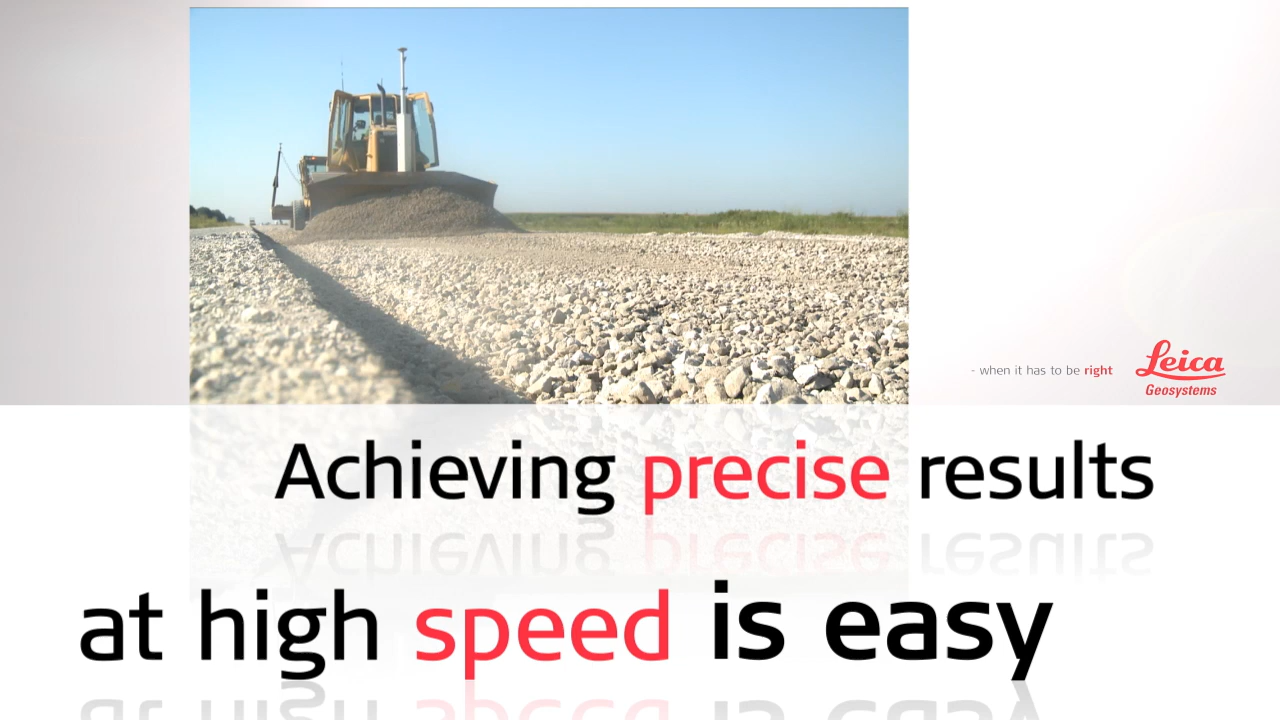 - when it has to be right
Leica
Geosystems
Achieving precise results
at high speed is easy